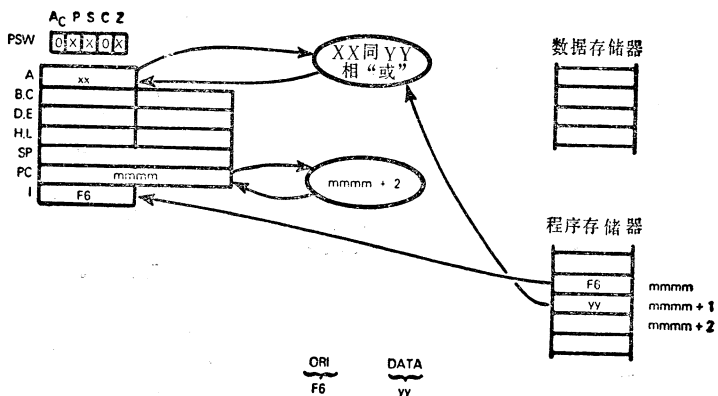 Ac P S C Z
PSW 0 X X 0 X
A xx
B.C
D.E
H.L
SP
PC mmmm
I F6
XX同YY
相“或”
mmmm + 2
数据存储器
程序存储器
F6 mmmm
yy mmmm + 1
mmmm + 2
ORI DATA
F6 yy